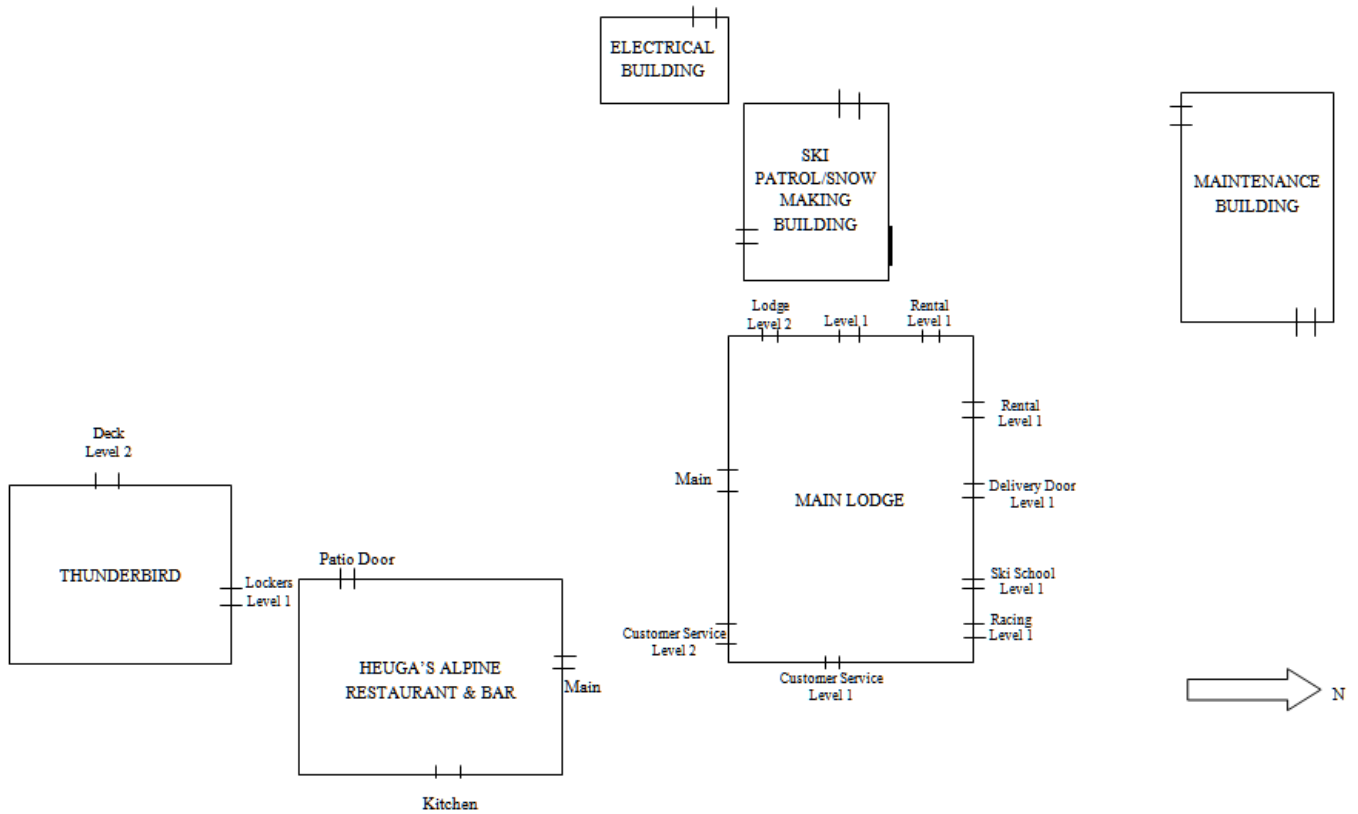 ELECTRICAL
BUILDING
SKI
PATROL/SNOW
MAKING
BUILDING
MAINTENANCE
BUILDING
Lodge
Level 2
Level 1
Rental
Level 1
Rental
Level 1
Deck
Level 2
Main
MAIN LODGE
Delivery Door
Level 1
THUNDERBIRD
Lockers
Level 1
Patio Door
Ski School
Level 1
Racing
Level 1
Customer Service
Level 2
HEUGA'S ALPINE
RESTAURANT & BAR
Main
Customer Service
Level 1
N
Kitchen